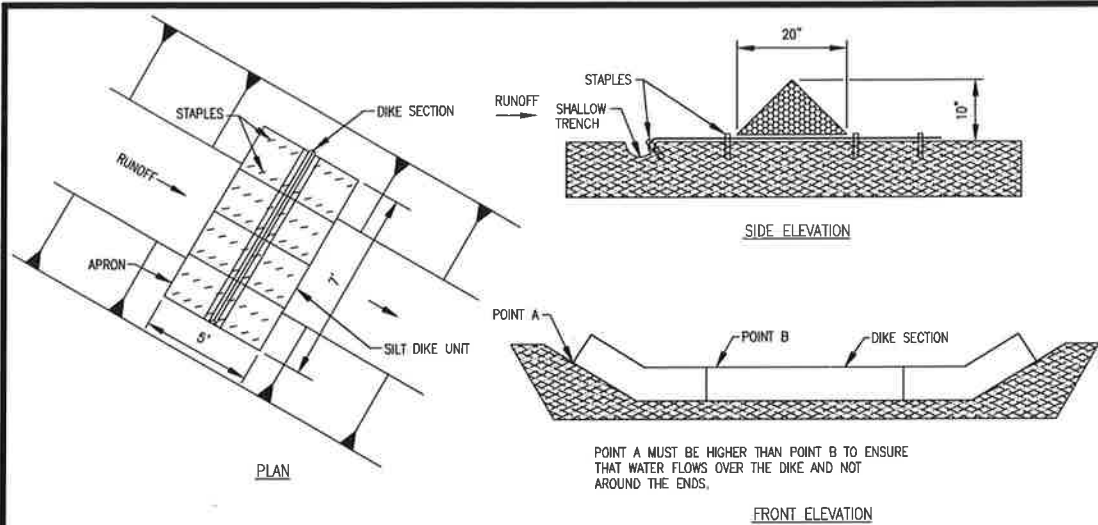 STAPLES
DIKE SECTION
RUNOFF
APRON
5'
7'
SILT DIKE UNIT
PLAN
20"
STAPLES
RUNOFF
SHALLOW
TRENCH
10"
SIDE ELEVATION
POINT A
POINT B
DIKE SECTION
POINT A MUST BE HIGHER THAN POINT B TO ENSURE
THAT WATER FLOWS OVER THE DIKE AND NOT
AROUND THE ENDS.
FRONT ELEVATION